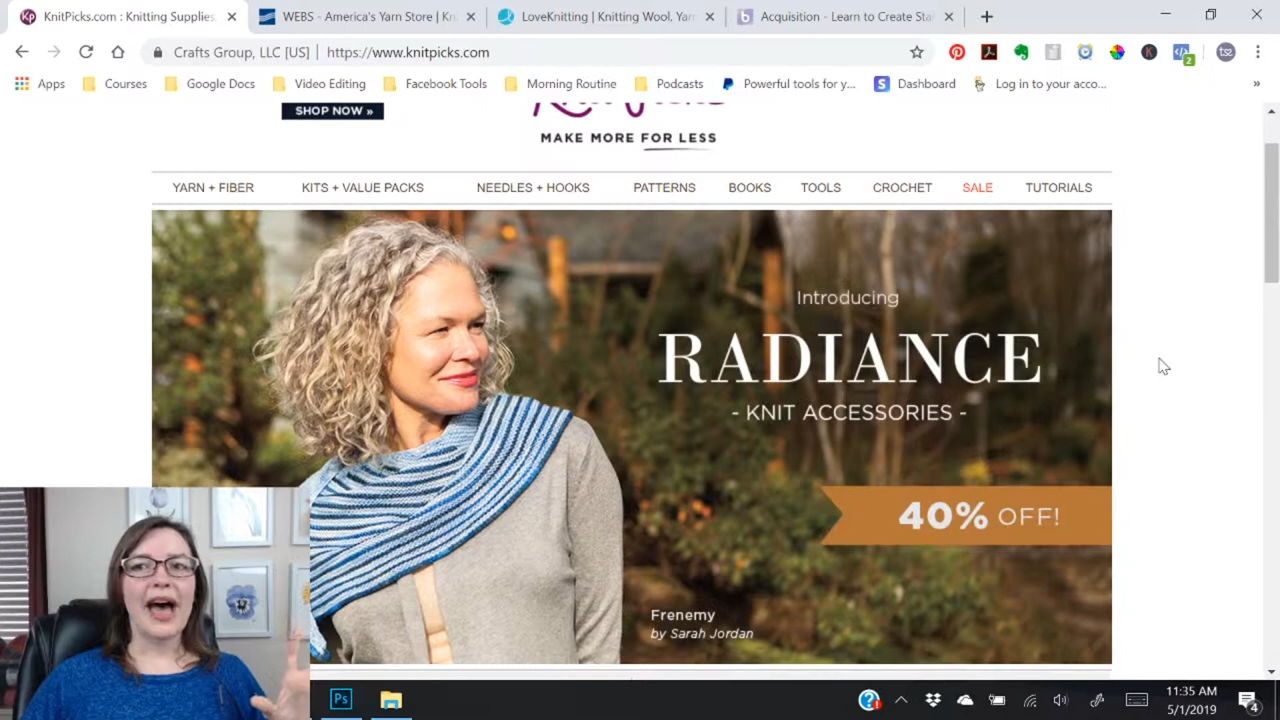 KnitPicks.com : Knitting Supplies,
WEBS - America's Yarn Store | Kn
LoveKnitting | Knitting Wool, Yarn
Acquisition - Learn to Create Sta
Crafts Group, LLC [US] | https://www.knitpicks.com
Apps
Courses
Google Docs
Video Editing
Facebook Tools
Morning Routine
Podcasts
Powerful tools for y...
Dashboard
Log in to your acco...
SHOP NOW »
MAKE MORE FOR LESS
YARN + FIBER
KITS + VALUE PACKS
NEEDLES + HOOKS
PATTERNS
BOOKS
TOOLS
CROCHET
SALE
TUTORIALS
Introducing
RADIANCE
- KNIT ACCESSORIES -
40% OFF!
Frenemy
by Sarah Jordan
11:35 AM
5/1/2019